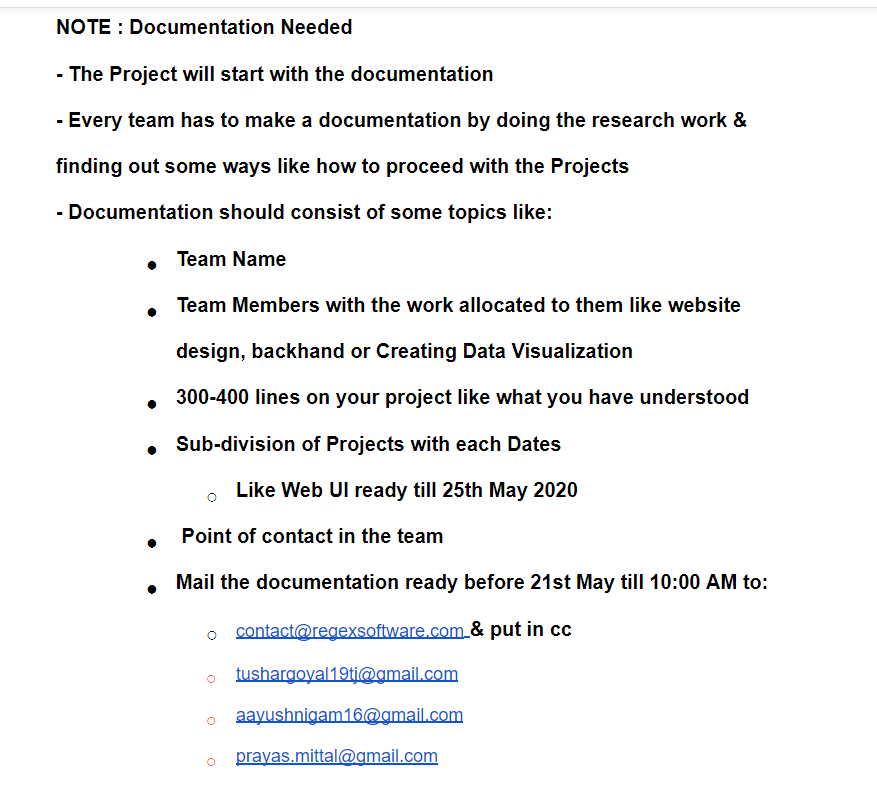 NOTE : Documentation Needed
- The Project will start with the documentation
- Every team has to make a documentation by doing the research work &
finding out some ways like how to proceed with the Projects
- Documentation should consist of some topics like:
● Team Name
● Team Members with the work allocated to them like website
design, backhand or Creating Data Visualization
● 300-400 lines on your project like what you have understood
● Sub-division of Projects with each Dates
○ Like Web UI ready till 25th May 2020
● Point of contact in the team
● Mail the documentation ready before 21st May till 10:00 AM to:
○ contact@regexsoftware.com & put in cc
○ tushargoyal19tj@gmail.com
○ aayushnigam16@gmail.com
○ prayas.mittal@gmail.com